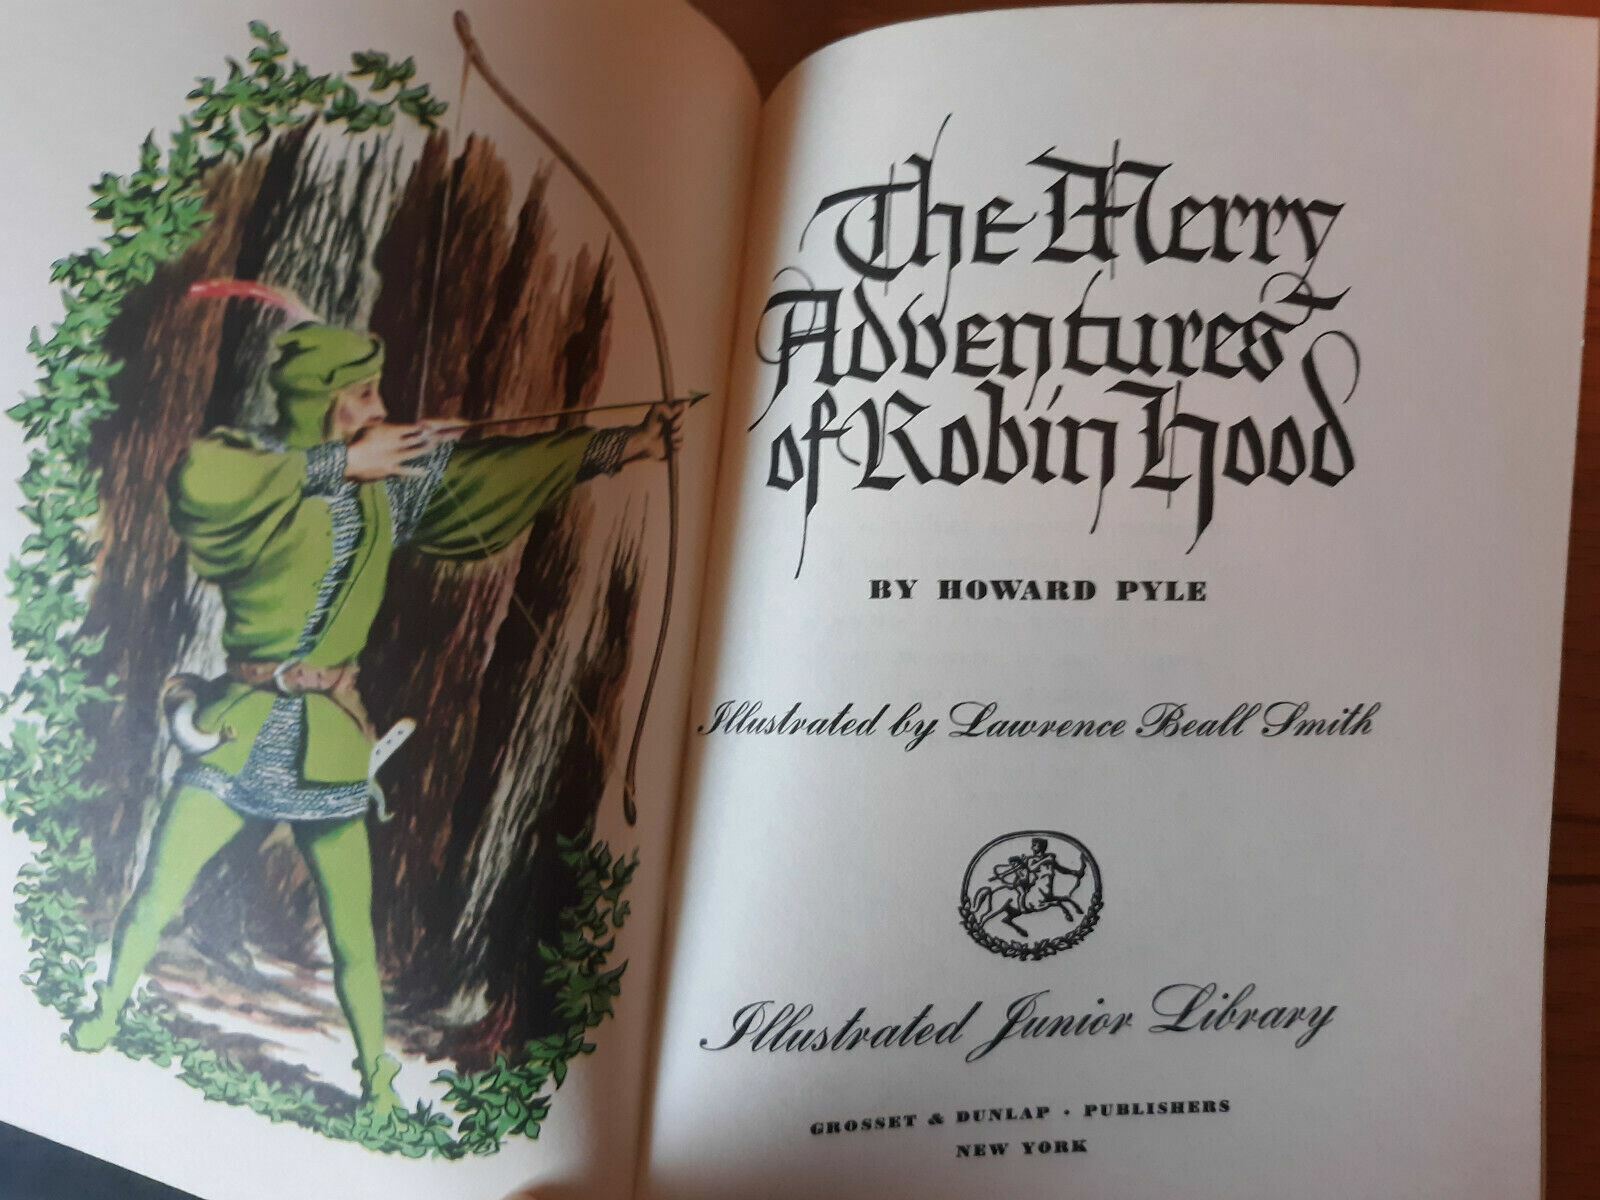 The Merry
Adventures
of Robin Hood
BY HOWARD PYLE
Illustrated by Lawrence Beall Smith
Illustrated Junior Library
GROSSET & DUNLAP · PUBLISHERS
NEW YORK